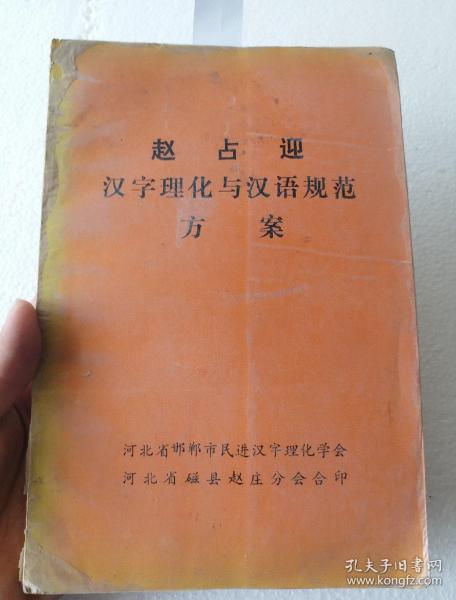 赵占迎
汉字理化与汉语规范
方案
河北省邯郸市民进汉字理化学会
河北省磁县赵庄分会合印
孔夫子旧书网
www.kongfz.com